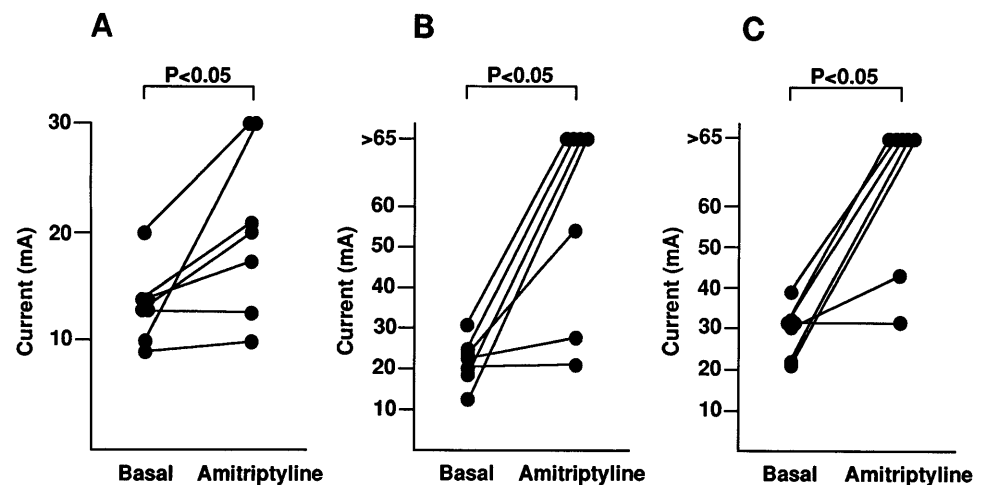 A
P<0.05
30
20
10
Current (mA)
Basal Amitriptyline
B
P<0.05
>65
60
50
40
30
20
10
Current (mA)
Basal Amitriptyline
C
P<0.05
>65
60
50
40
30
20
10
Current (mA)
Basal Amitriptyline